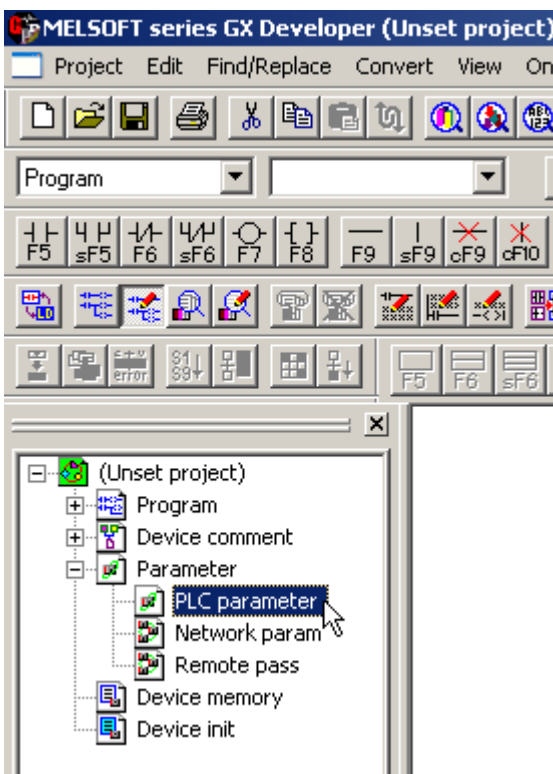 MELSOFT series GX Developer (Unset project)
Project Edit Find/Replace Convert View On
Program
F5 sF5 F6 sF6 F7 F8 F9 sF9 cF9 cF10
error
F5 F6 sF6
(Unset project)
Program
Device comment
Parameter
PLC parameter
Network param
Remote pass
Device memory
Device init